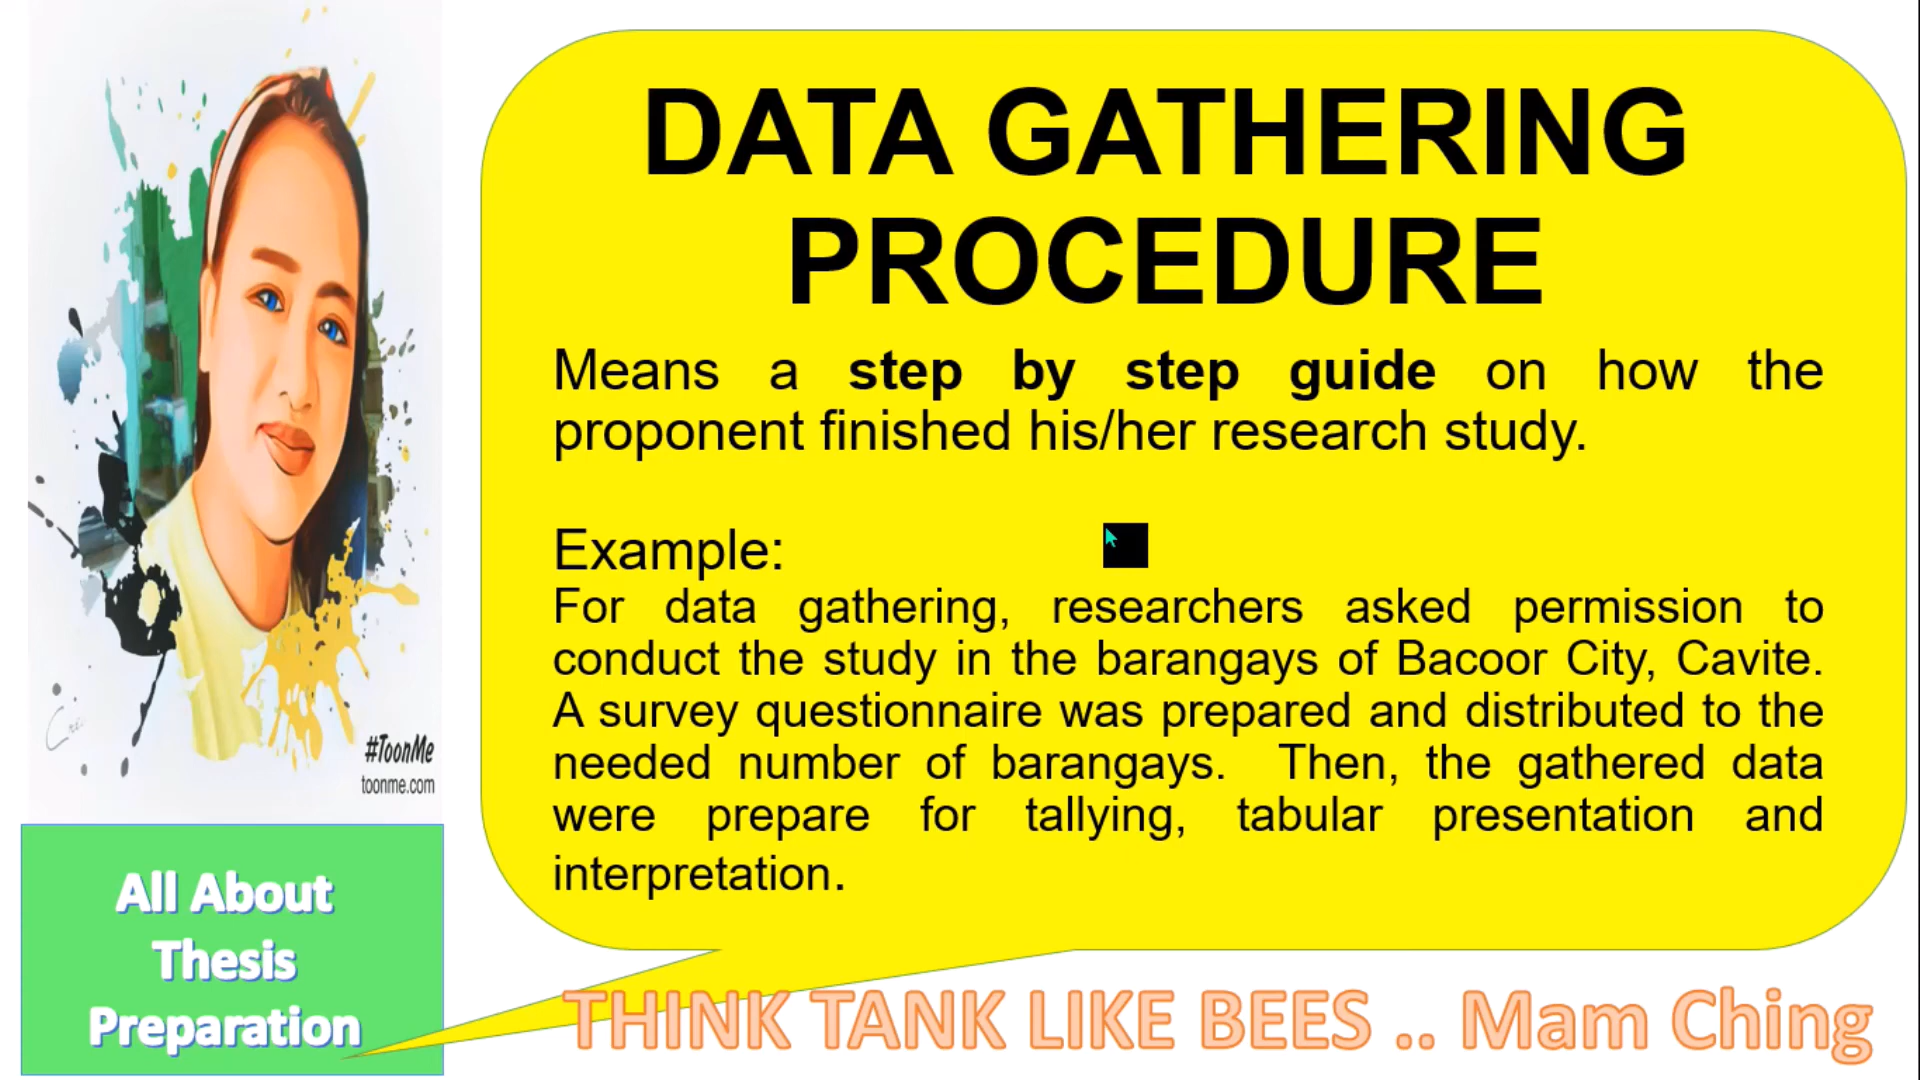 DATA GATHERING
PROCEDURE
Means a step by step guide on how the
proponent finished his/her research study.
Example:
For data gathering, researchers asked permission to
conduct the study in the barangays of Bacoor City, Cavite.
A survey questionnaire was prepared and distributed to the
needed number of barangays. Then, the gathered data
were prepare for tallying, tabular presentation and
interpretation.
#ToonMe
toonme.com
All About
Thesis
Preparation
THINK TANK LIKE BEES .. Mam Ching